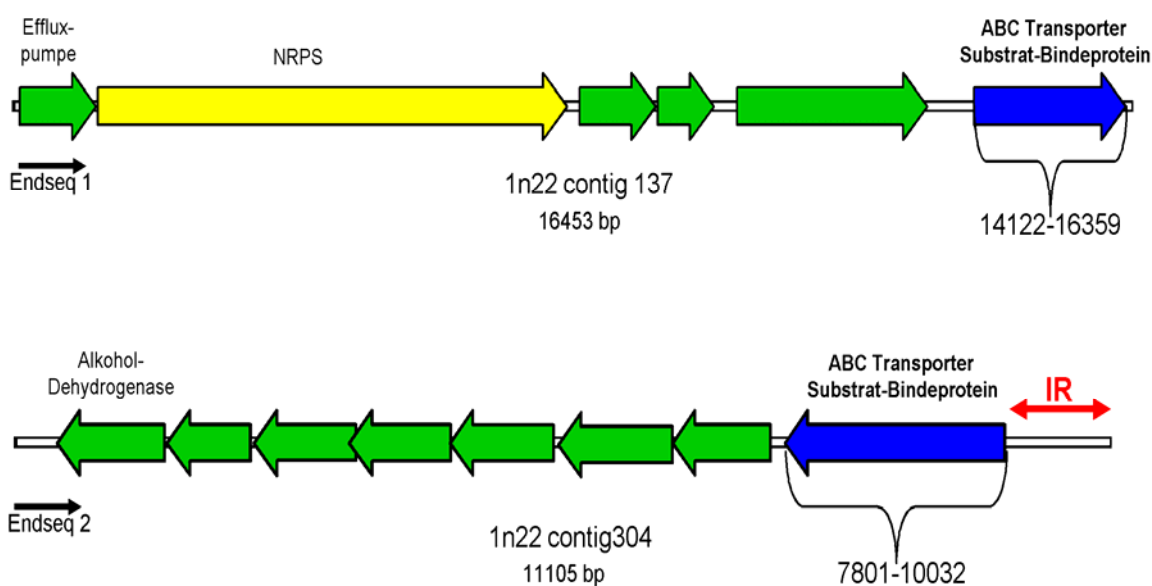 Efflux-
pumpe
NRPS
ABC Transporter
Substrat-Bindeprotein
Endseq 1
1n22 contig 137
16453 bp
14122-16359
Alkohol-
Dehydrogenase
ABC Transporter
Substrat-Bindeprotein
IR
Endseq 2
1n22 contig304
11105 bp
7801-10032